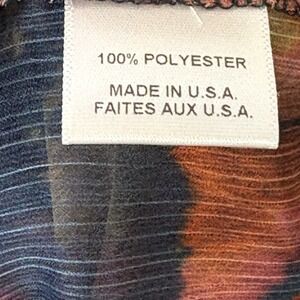 100% POLYESTER
MADE IN U.S.A.
FAITES AUX U.S.A.